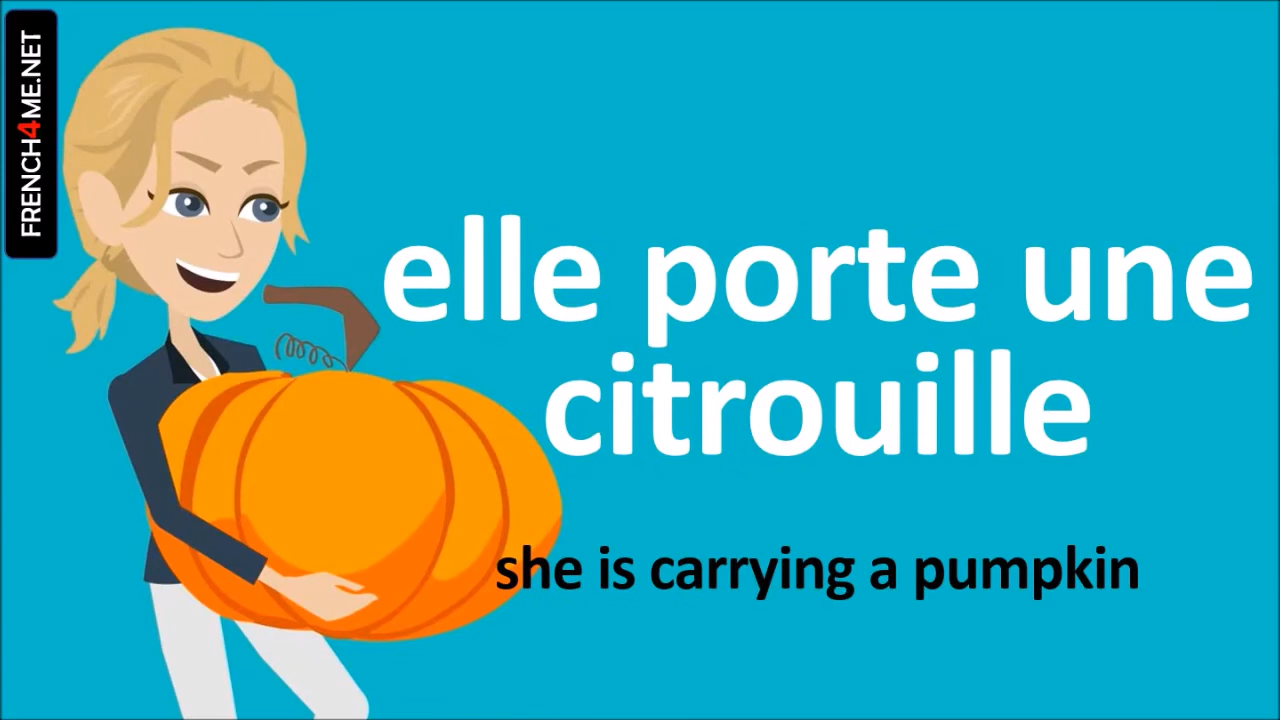 FRENCH4ME.NET
elle porte une
citrouille
she is carrying a pumpkin